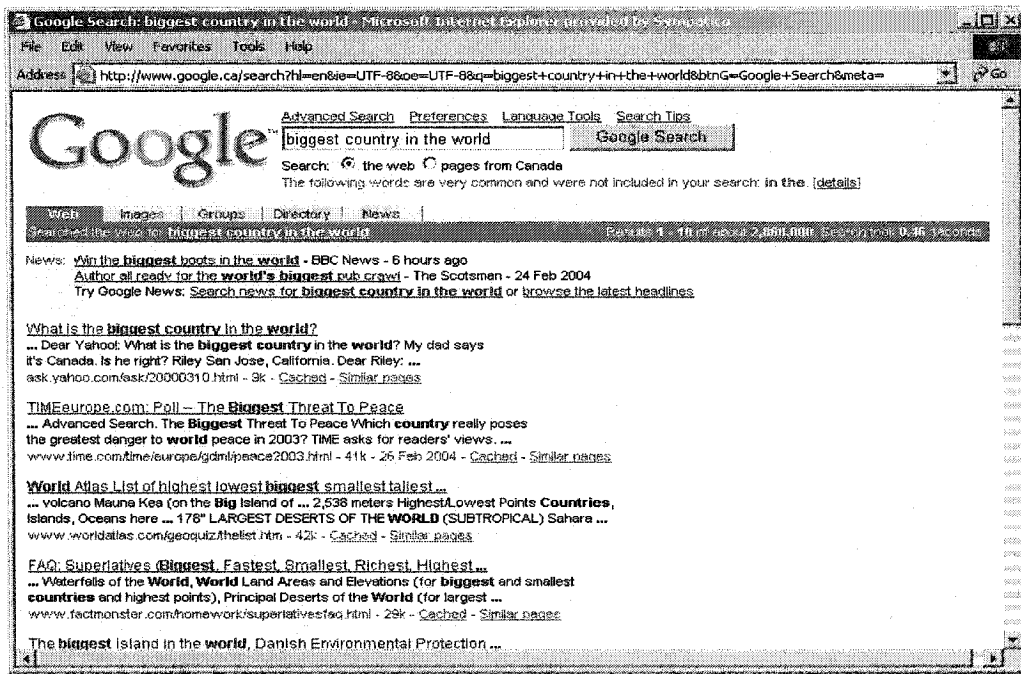 Google Search: biggest country in the world - Microsoft Internet Explorer provided by Sympatico
File Edit View Favorites Tools Help
Address http://www.google.ca/search?hl=en&ie=UTF-8&oe=UTF-8&q=biggest+country+in+the+world&btnG=Google+Search&meta= Go
Google™
Advanced Search Preferences Language Tools Search Tips
biggest country in the world Google Search
Search: the web pages from Canada
The following words are very common and were not included in your search: in the. [details]
Web Images Groups Directory News
Searched the web for biggest country in the world Results 1 - 10 of about 2,860,000. Search took 0.46 seconds
News: Win the biggest boots in the world - BBC News - 6 hours ago
Author all ready for the world's biggest pub crawl - The Scotsman - 24 Feb 2004
Try Google News: Search news for biggest country in the world or browse the latest headlines
What is the biggest country in the world?
... Dear Yahoo!: What is the biggest country in the world? My dad says
it's Canada. Is he right? Riley San Jose, California. Dear Riley: ...
ask.yahoo.com/ask/20000310.html - 9k - Cached - Similar pages
TIMEeurope.com: Poll -- The Biggest Threat To Peace
... Advanced Search. The Biggest Threat To Peace Which country really poses
the greatest danger to world peace in 2003? TIME asks for readers' views. ...
www.time.com/time/europe/gdml/peace2003.html - 41k - 26 Feb 2004 - Cached - Similar pages
World Atlas List of highest lowest biggest smallest tallest ...
... volcano Mauna Kea (on the Big Island of ... 2,538 meters Highest/Lowest Points Countries,
Islands, Oceans here ... 178" LARGEST DESERTS OF THE WORLD (SUBTROPICAL) Sahara ...
www.worldatlas.com/geoquiz/thelist.htm - 42k - Cached - Similar pages
FAQ: Superlatives (Biggest, Fastest, Smallest, Richest, Highest ...
... Waterfalls of the World, World Land Areas and Elevations (for biggest and smallest
countries and highest points), Principal Deserts of the World (for largest ...
www.factmonster.com/homework/superlativesfaq.html - 29k - Cached - Similar pages
The biggest island in the world, Danish Environmental Protection ...